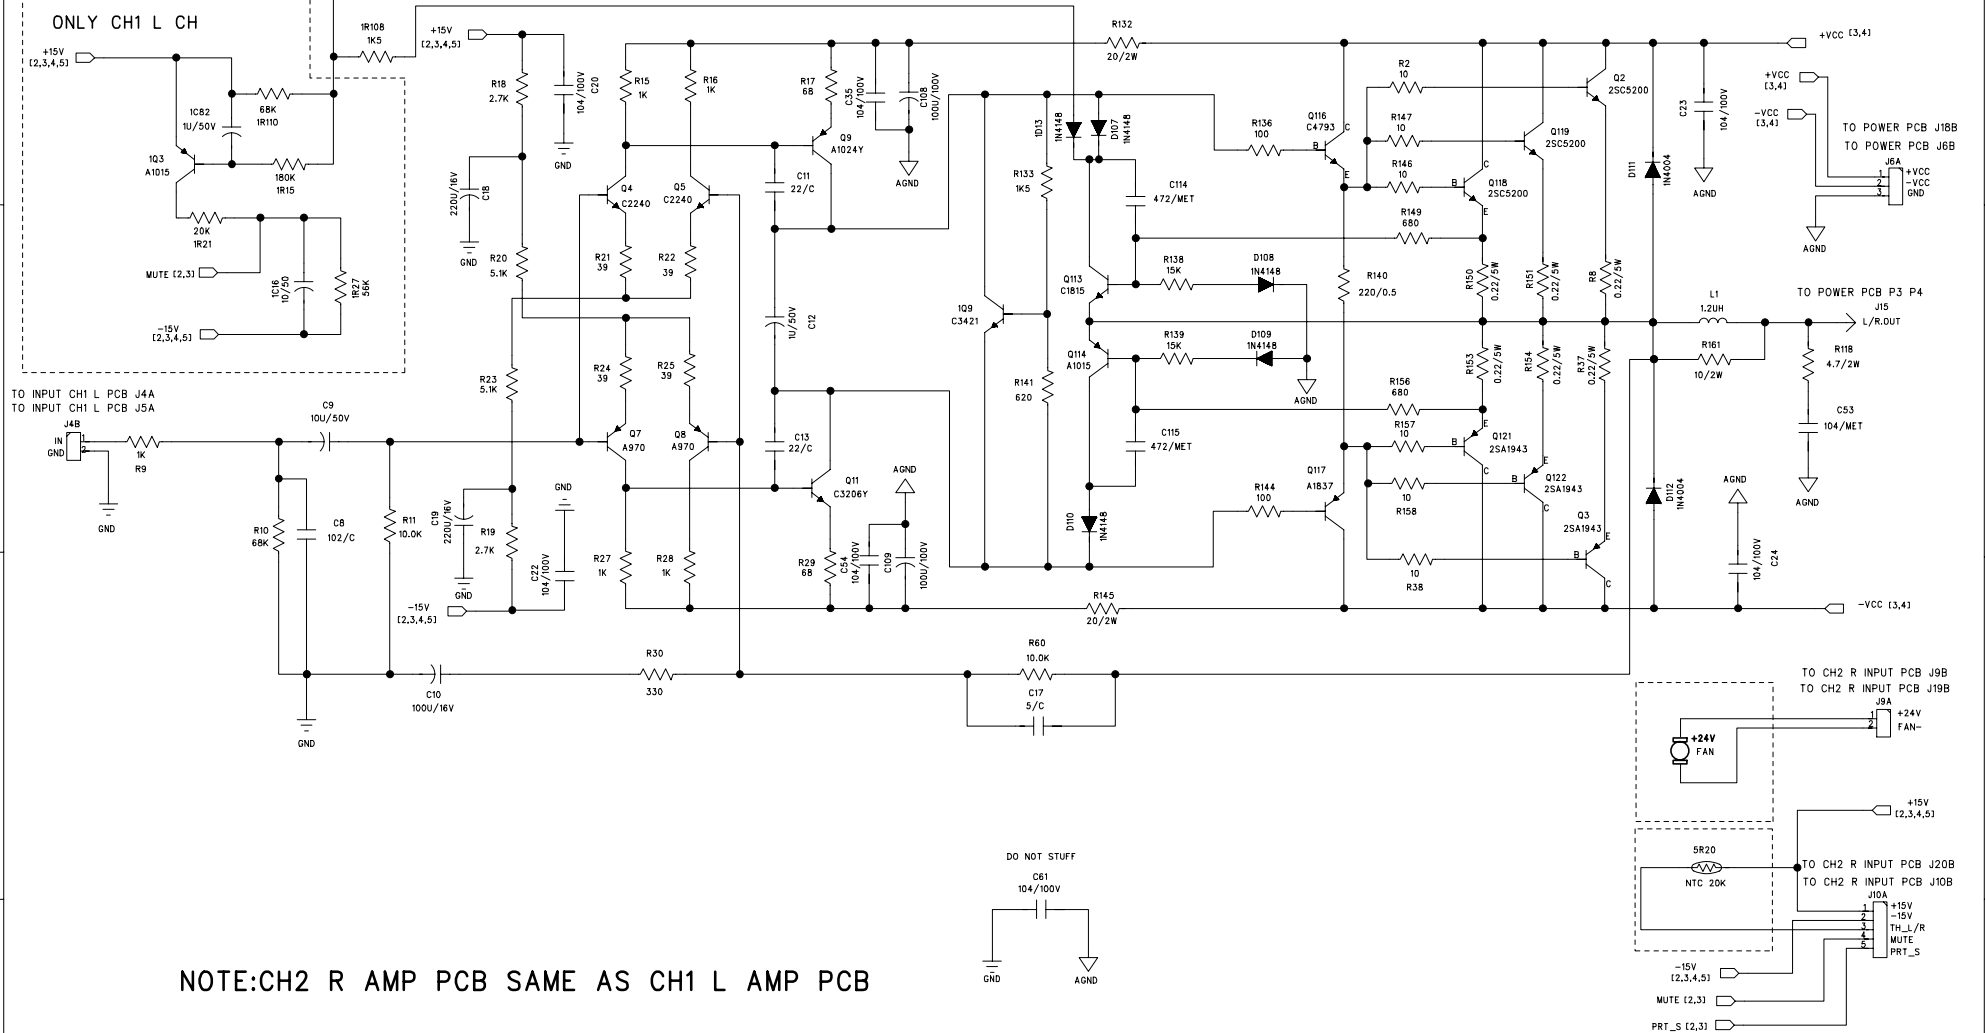 ONLY CH1 L CH
+15V
[2,3,4,5]
1R108
1K5
+15V
[2,3,4,5]
1C82
1U/50V
68K
1R110
1Q3
A1015
180K
1R15
20K
1R21
MUTE [2,3]
1C16
10/50
1R27
56K
-15V
[2,3,4,5]
R18
2.7K
C20
104/100V
GND
C18
220U/16V
GND
R20
5.1K
R15
1K
R16
1K
R17
68
C35
104/100V
C108
100U/100V
AGND
Q9
A1024Y
C11
22/C
Q4
C2240
Q5
C2240
R21
39
R22
39
C12
1U/50V
R24
39
R25
39
R23
5.1K
Q7
A970
Q8
A970
C13
22/C
Q11
C3206Y
AGND
R27
1K
R28
1K
R29
68
C54
104/100V
C109
100U/100V
C19
220U/16V
GND
R19
2.7K
GND
C22
104/100V
-15V
[2,3,4,5]
TO INPUT CH1 L PCB J4A
TO INPUT CH1 L PCB J5A
J4B
IN 1
GND 2
1K
R9
GND
C9
10U/50V
R10
68K
C8
102/C
R11
10.0K
GND
C10
100U/16V
R30
330
R60
10.0K
C17
5/C
R132
20/2W
1D13
1N4148
D107
1N4148
R133
1K5
C114
472/MET
R136
100
Q116
C4793
B
C
E
R2
10
R147
10
R146
10
R149
680
Q2
2SC5200
Q119
2SC5200
Q118
2SC5200
B
C
E
Q113
C1815
R138
15K
D108
1N4148
1Q9
C3421
R139
15K
D109
1N4148
Q114
A1015
AGND
R141
620
C115
472/MET
D110
1N4148
R140
220/0.5
R150
0.22/5W
R151
0.22/5W
R8
0.22/5W
R153
0.22/5W
R154
0.22/5W
R37
0.22/5W
R156
680
R157
10
10
R158
10
R38
R144
100
Q117
A1837
Q121
2SA1943
B
E
C
Q122
2SA1943
B
E
C
Q3
2SA1943
B
E
C
R145
20/2W
D111
1N4004
D112
1N4004
C23
104/100V
AGND
+VCC [3,4]
+VCC
[3,4]
-VCC
[3,4]
TO POWER PCB J18B
TO POWER PCB J6B
J6A
1 +VCC
2 -VCC
3 GND
AGND
TO POWER PCB P3 P4
J15
L/R.OUT
L1
1.2UH
R161
10/2W
R118
4.7/2W
C53
104/MET
AGND
AGND
C24
104/100V
-VCC [3,4]
TO CH2 R INPUT PCB J9B
TO CH2 R INPUT PCB J19B
J9A
1 +24V
2 FAN-
+24V
FAN
+15V
[2,3,4,5]
5R20
NTC 20K
TO CH2 R INPUT PCB J20B
TO CH2 R INPUT PCB J10B
J10A
1 +15V
2 -15V
3 TH_L/R
4 MUTE
5 PRT_S
-15V
[2,3,4,5]
MUTE [2,3]
PRT_S [2,3]
DO NOT STUFF
C61
104/100V
GND
AGND
NOTE:CH2 R AMP PCB SAME AS CH1 L AMP PCB